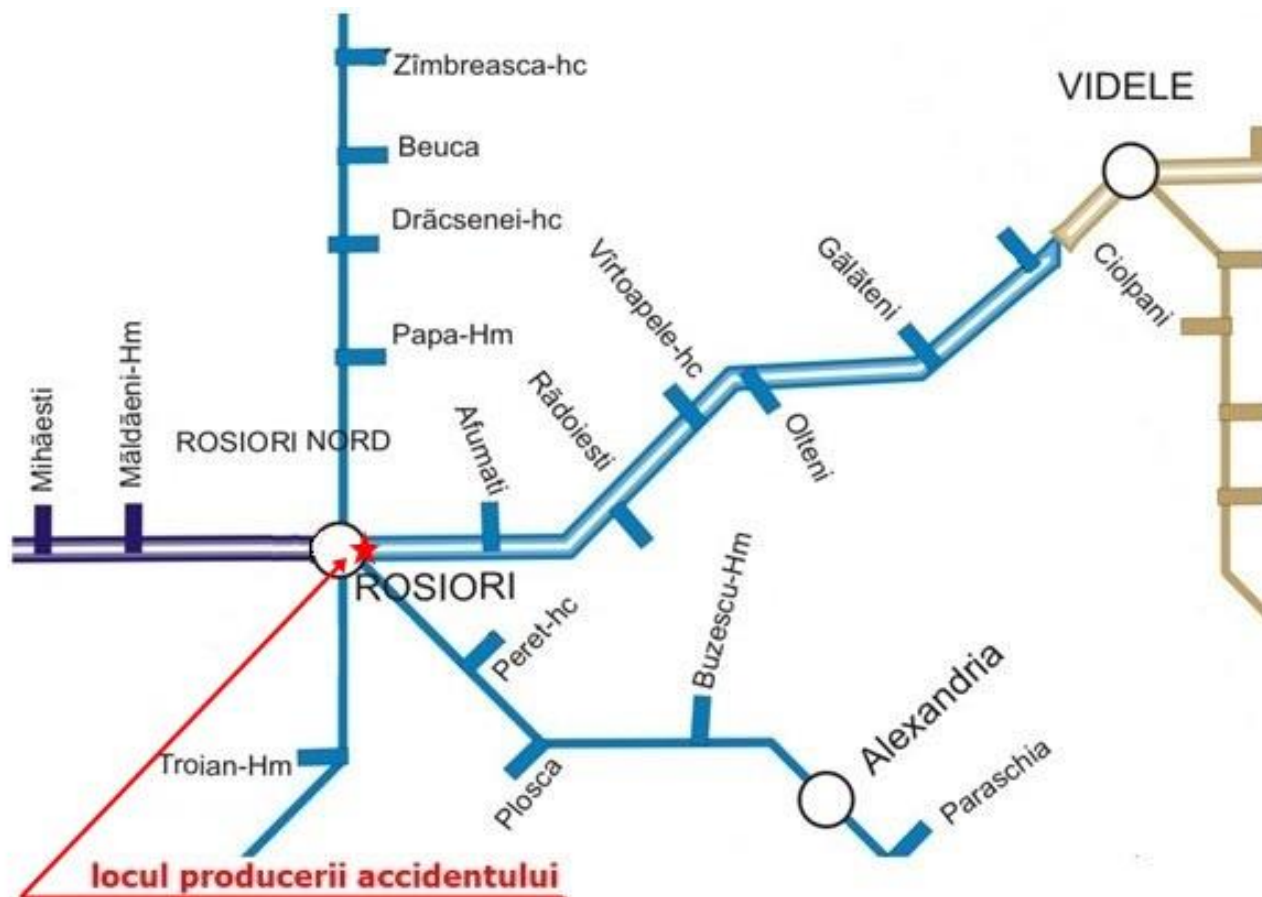 Zîmbreasca-hc
VIDELE
Beuca
Drăcsenei-hc
Vîrtoapele-hc
Gălăteni
Ciolpani
Papa-Hm
Mihăesti
Măldăeni-Hm
ROSIORI NORD
Afumati
Rădoiesti
Olteni
ROSIORI
Peret-hc
Buzescu-Hm
Alexandria
Troian-Hm
Plosca
Paraschia
locul producerii accidentului